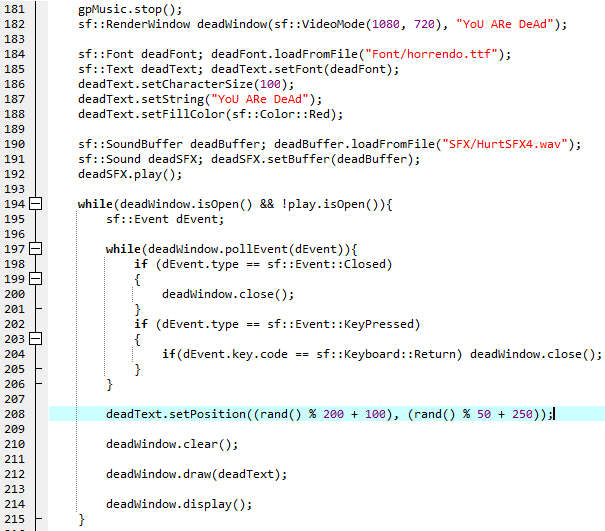 181 gpMusic.stop();
182 sf::RenderWindow deadWindow(sf::VideoMode(1080, 720), "YoU ARe DeAd");
183
184 sf::Font deadFont; deadFont.loadFromFile("Font/horrendo.ttf");
185 sf::Text deadText; deadText.setFont(deadFont);
186 deadText.setCharacterSize(100);
187 deadText.setString("YoU ARe DeAd");
188 deadText.setFillColor(sf::Color::Red);
189
190 sf::SoundBuffer deadBuffer; deadBuffer.loadFromFile("SFX/HurtSFX4.wav");
191 sf::Sound deadSFX; deadSFX.setBuffer(deadBuffer);
192 deadSFX.play();
193
194 while(deadWindow.isOpen() && !play.isOpen()){
195 sf::Event dEvent;
196
197 while(deadWindow.pollEvent(dEvent)){
198 if (dEvent.type == sf::Event::Closed)
199 {
200 deadWindow.close();
201 }
202 if (dEvent.type == sf::Event::KeyPressed)
203 {
204 if(dEvent.key.code == sf::Keyboard::Return) deadWindow.close();
205 }
206 }
207
208 deadText.setPosition((rand() % 200 + 100), (rand() % 50 + 250));
209
210 deadWindow.clear();
211
212 deadWindow.draw(deadText);
213
214 deadWindow.display();
215 }